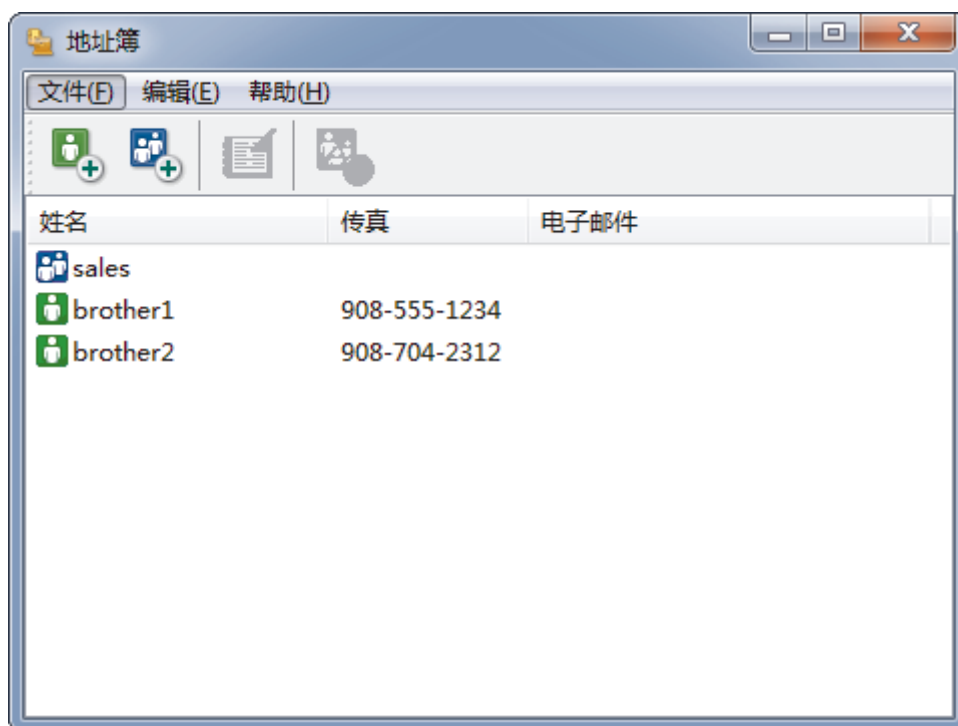 地址簿
文件(F) 编辑(E) 帮助(H)
姓名 传真 电子邮件
sales
brother1 908-555-1234
brother2 908-704-2312